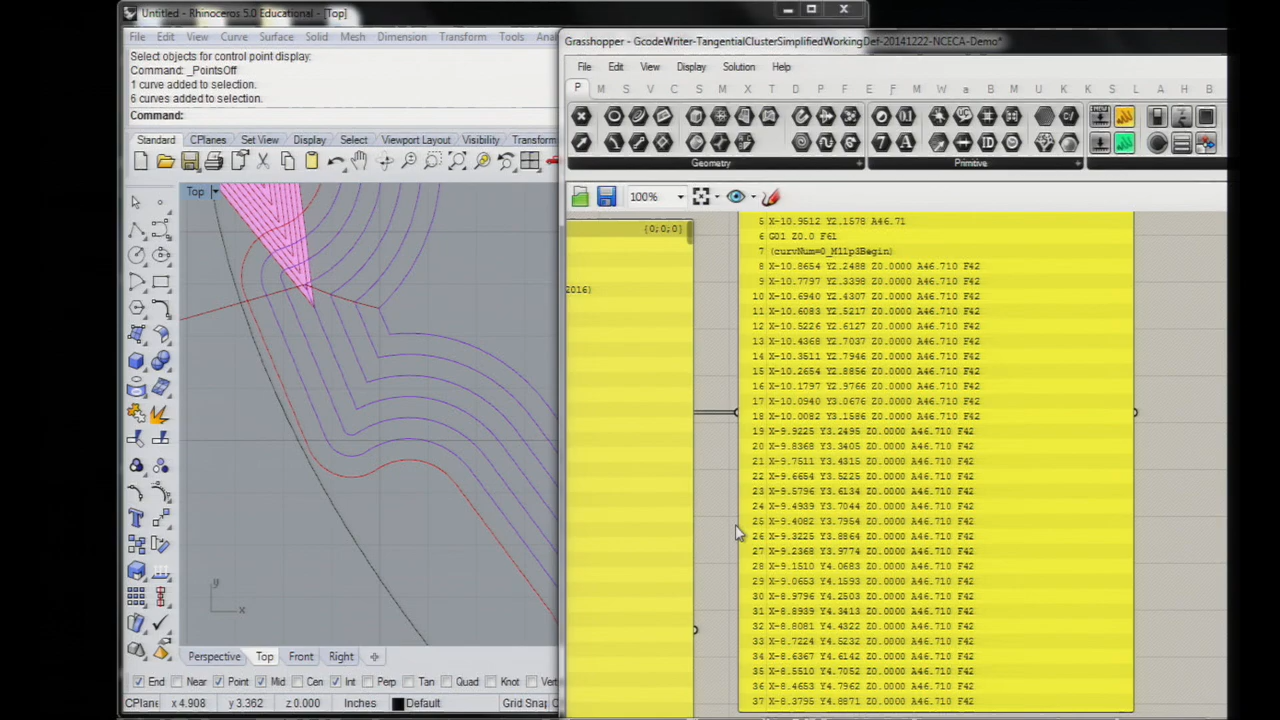 Untitled - Rhinoceros 5.0 Educational - [Top]
File Edit View Curve Surface Solid Mesh Dimension Transform Tools
Select objects for control point display:
Command: _PointsOff
1 curve added to selection.
6 curves added to selection.
Command:
Standard CPlanes Set View Display Select Viewport Layout Visibility Transform
Top
y
x
Perspective Top Front Right
End Near Point Mid Cen Int Perp Tan Quad Knot
CPlane x 4.908 y 3.362 z 0.000 Inches Default Grid Snap
Grasshopper - GcodeWriter-TangentialClusterSimplifiedWorkingDef-20141222-NCECA-Demo*
File Edit View Display Solution Help
P M S V C S M X T D P F F M W a B M U K S L A H B
Geometry Primitive
100%
{0;0;0}
2016)
5 X-10.9512 Y2.1578 A46.71
6 G01 Z0.0 F61
7 (curvNum=0_M11p3Begin)
8 X-10.8654 Y2.2488 Z0.0000 A46.710 F42
9 X-10.7797 Y2.3398 Z0.0000 A46.710 F42
10 X-10.6940 Y2.4307 Z0.0000 A46.710 F42
11 X-10.6083 Y2.5217 Z0.0000 A46.710 F42
12 X-10.5226 Y2.6127 Z0.0000 A46.710 F42
13 X-10.4368 Y2.7037 Z0.0000 A46.710 F42
14 X-10.3511 Y2.7946 Z0.0000 A46.710 F42
15 X-10.2654 Y2.8856 Z0.0000 A46.710 F42
16 X-10.1797 Y2.9766 Z0.0000 A46.710 F42
17 X-10.0940 Y3.0676 Z0.0000 A46.710 F42
18 X-10.0082 Y3.1586 Z0.0000 A46.710 F42
19 X-9.9225 Y3.2495 Z0.0000 A46.710 F42
20 X-9.8368 Y3.3405 Z0.0000 A46.710 F42
21 X-9.7511 Y3.4315 Z0.0000 A46.710 F42
22 X-9.6654 Y3.5225 Z0.0000 A46.710 F42
23 X-9.5796 Y3.6134 Z0.0000 A46.710 F42
24 X-9.4939 Y3.7044 Z0.0000 A46.710 F42
25 X-9.4082 Y3.7954 Z0.0000 A46.710 F42
26 X-9.3225 Y3.8864 Z0.0000 A46.710 F42
27 X-9.2368 Y3.9774 Z0.0000 A46.710 F42
28 X-9.1510 Y4.0683 Z0.0000 A46.710 F42
29 X-9.0653 Y4.1593 Z0.0000 A46.710 F42
30 X-8.9796 Y4.2503 Z0.0000 A46.710 F42
31 X-8.8939 Y4.3413 Z0.0000 A46.710 F42
32 X-8.8081 Y4.4322 Z0.0000 A46.710 F42
33 X-8.7224 Y4.5232 Z0.0000 A46.710 F42
34 X-8.6367 Y4.6142 Z0.0000 A46.710 F42
35 X-8.5510 Y4.7052 Z0.0000 A46.710 F42
36 X-8.4653 Y4.7962 Z0.0000 A46.710 F42
37 X-8.3795 Y4.8871 Z0.0000 A46.710 F42